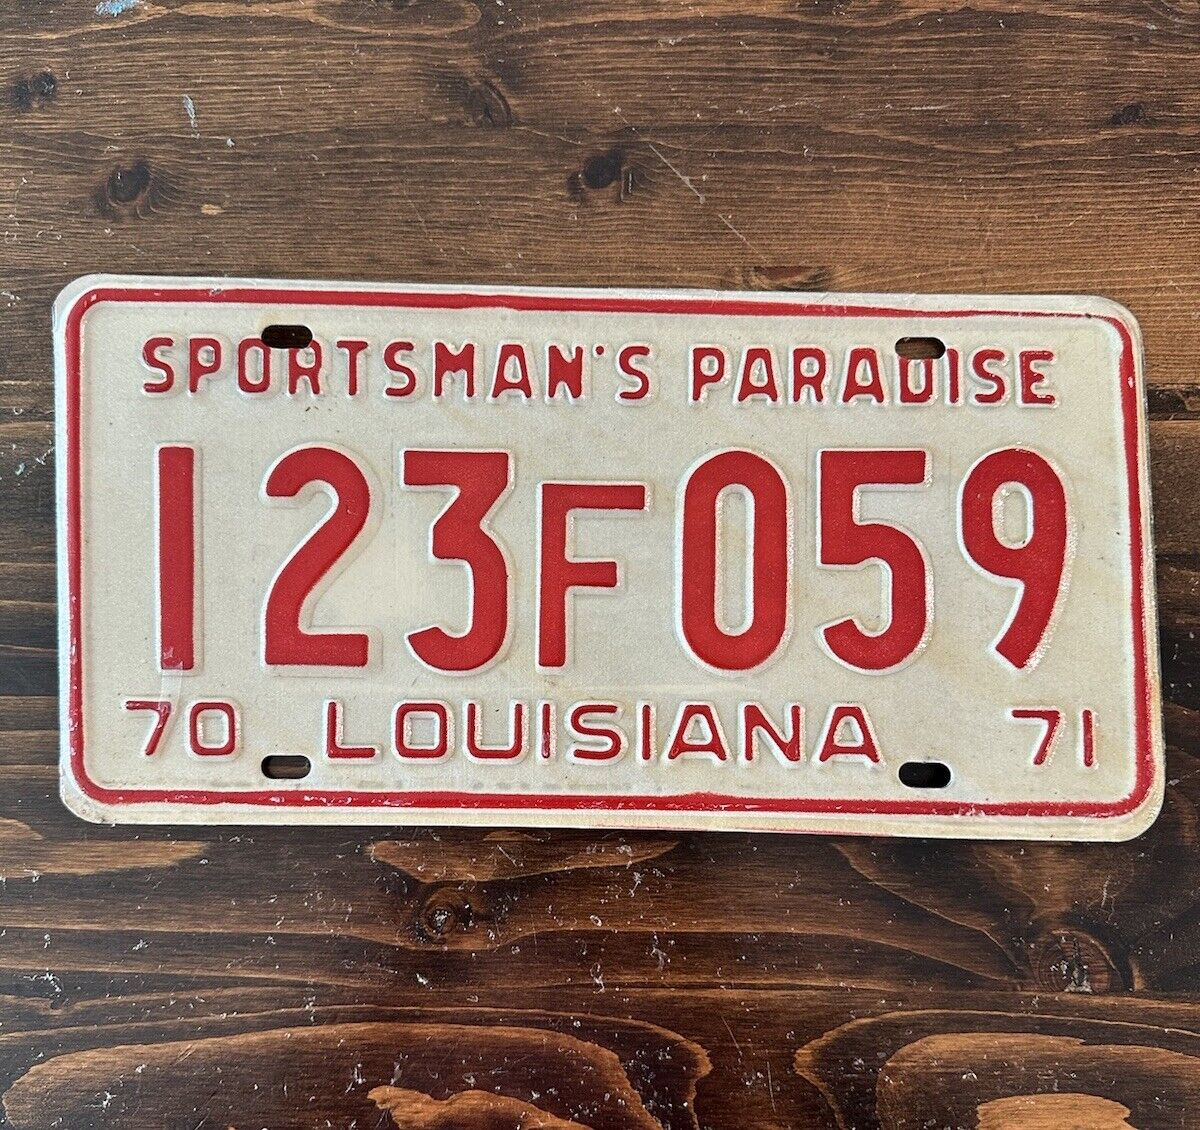 SPORTSMAN'S PARADISE
123F059
70 LOUISIANA 71